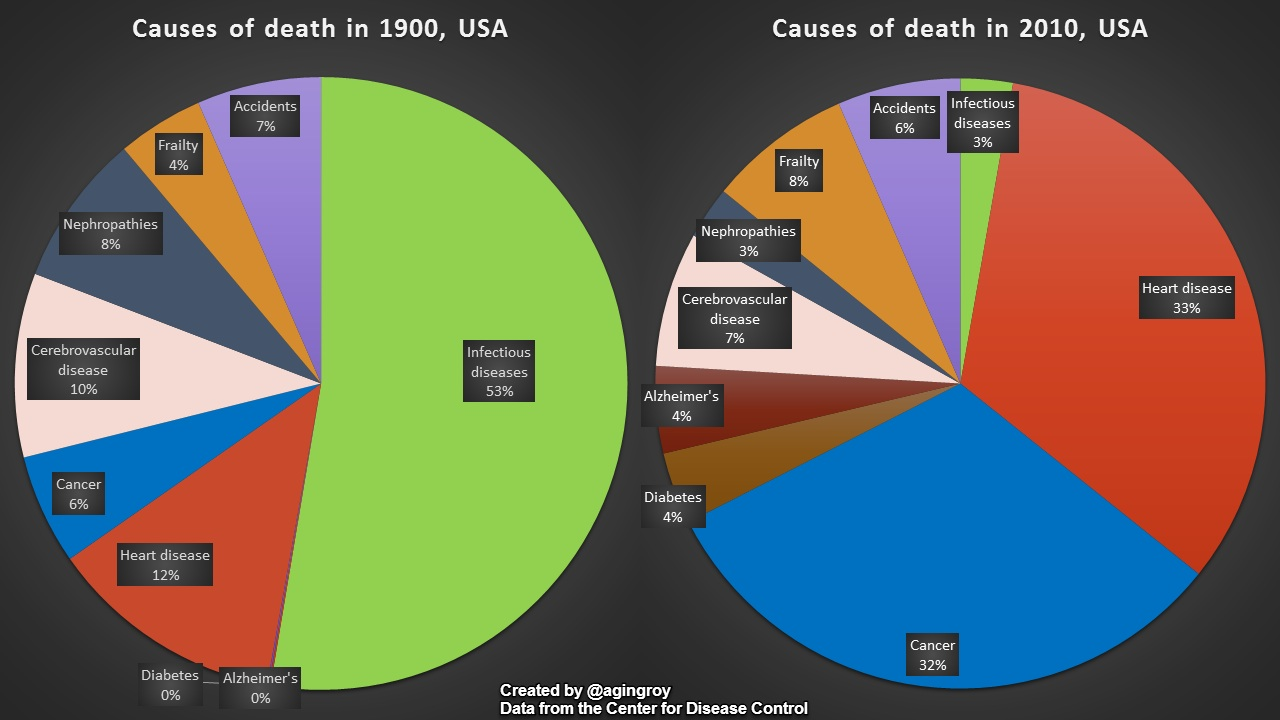 Causes of death in 1900, USA
Accidents
7%
Frailty
4%
Nephropathies
8%
Cerebrovascular
disease
10%
Infectious
diseases
53%
Cancer
6%
Heart disease
12%
Diabetes
0%
Alzheimer's
0%
Causes of death in 2010, USA
Accidents
6%
Infectious
diseases
3%
Frailty
8%
Nephropathies
3%
Heart disease
33%
Cerebrovascular
disease
7%
Alzheimer's
4%
Diabetes
4%
Cancer
32%
Created by @agingroy
Data from the Center for Disease Control